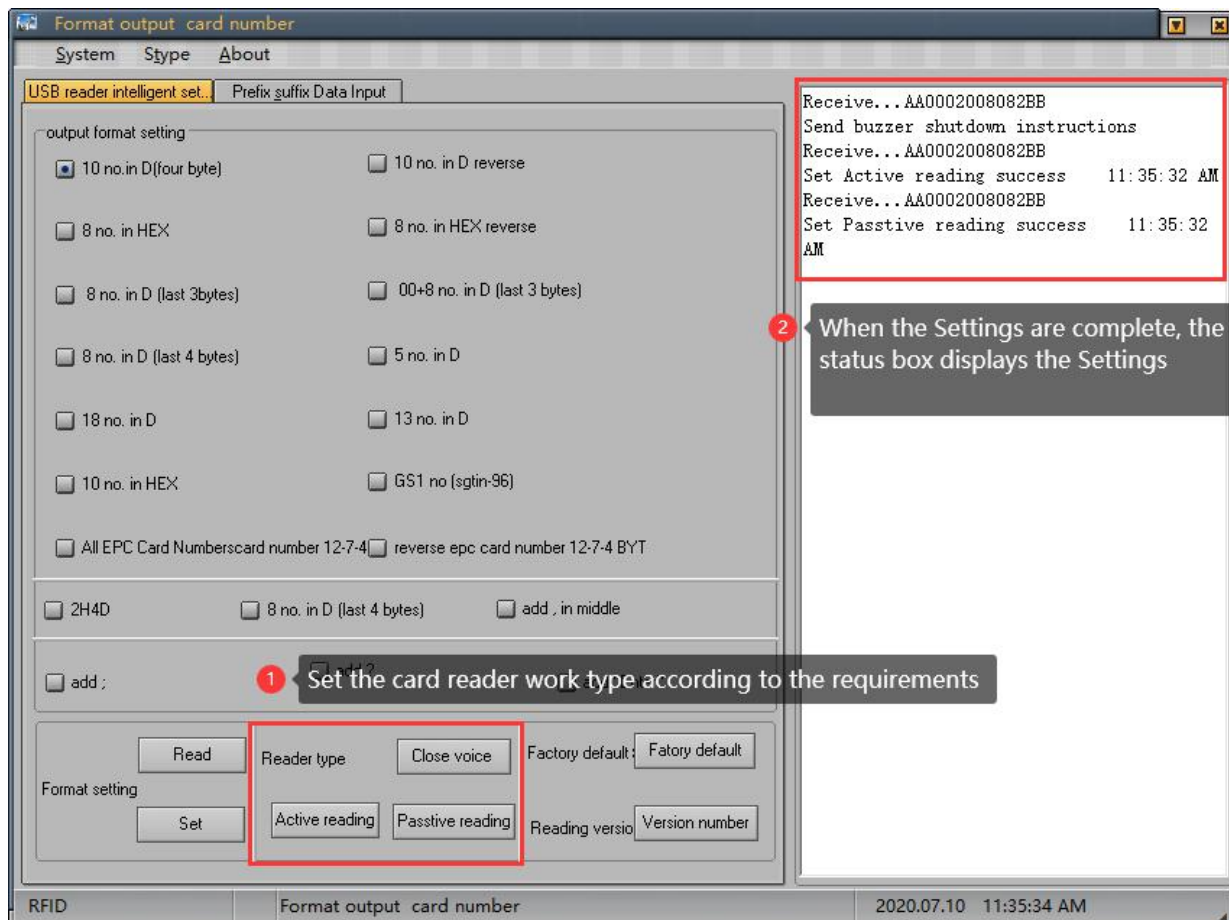 Format output card number
System Stype About
USB reader intelligent set... Prefix suffix Data Input
output format setting
10 no.in D(four byte)
10 no. in D reverse
8 no. in HEX
8 no. in HEX reverse
8 no. in D (last 3bytes)
00+8 no. in D (last 3 bytes)
8 no. in D (last 4 bytes)
5 no. in D
18 no. in D
13 no. in D
10 no. in HEX
GS1 no (sgtin-96)
All EPC Card Numberscard number 12-7-4
reverse epc card number 12-7-4 BYT
2H4D
8 no. in D (last 4 bytes)
add , in middle
add ;
1 Set the card reader work type according to the requirements
Format setting
Read
Set
Reader type
Close voice
Active reading
Passtive reading
Factory default:
Fatory default
Reading versio
Version number
Receive...AA0002008082BB
Send buzzer shutdown instructions
Receive...AA0002008082BB
Set Active reading success 11:35:32 AM
Receive...AA0002008082BB
Set Passtive reading success 11:35:32
AM
2 When the Settings are complete, the
status box displays the Settings
RFID
Format output card number
2020.07.10 11:35:34 AM